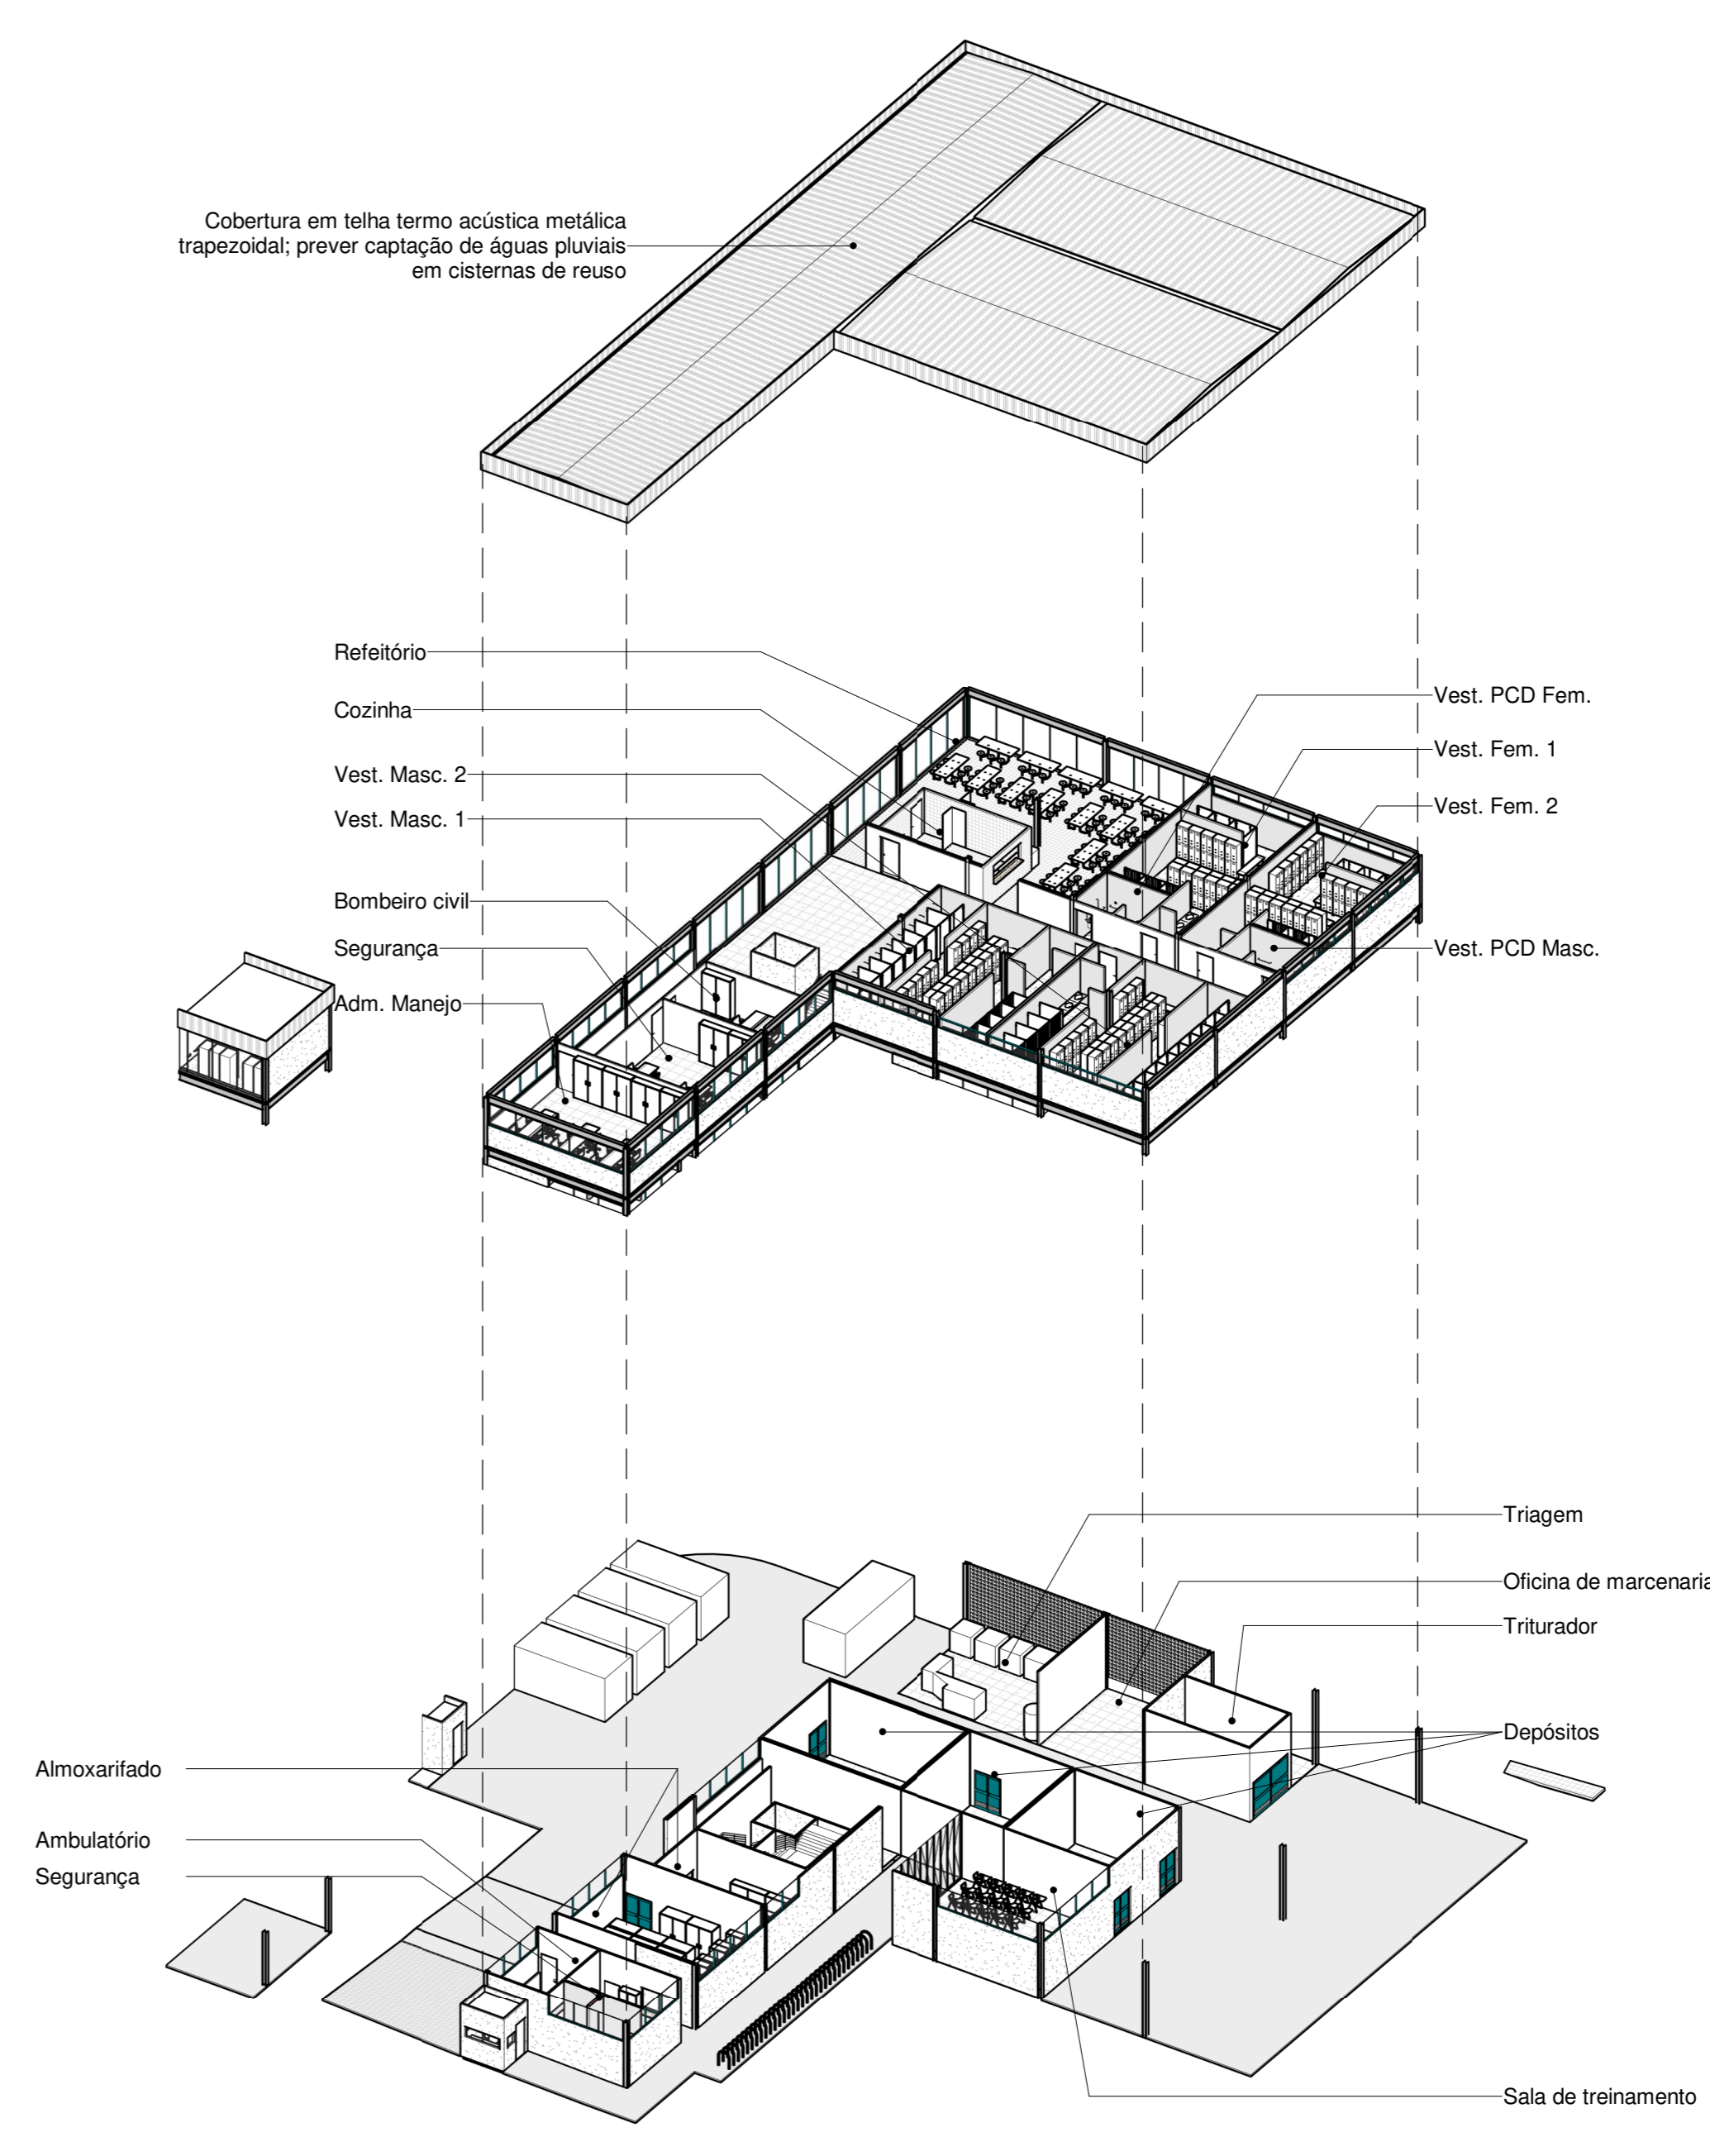 Cobertura em telha termo acústica metálica
trapezoidal; prever captação de águas pluviais
em cisternas de reuso
Refeitório
Cozinha
Vest. Masc. 2
Vest. Masc. 1
Bombeiro civil
Segurança
Adm. Manejo
Vest. PCD Fem.
Vest. Fem. 1
Vest. Fem. 2
Vest. PCD Masc.
Triagem
Oficina de marcenaria
Triturador
Depósitos
Almoxarifado
Ambulatório
Segurança
Sala de treinamento